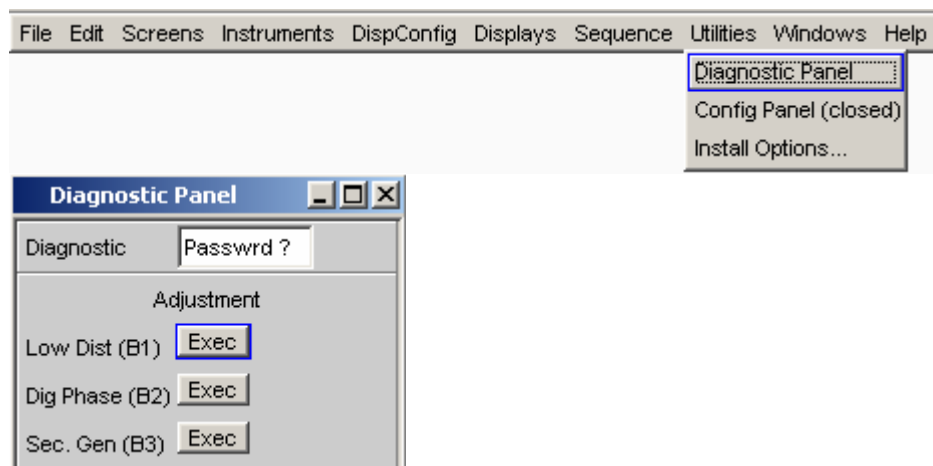 File Edit Screens Instruments DispConfig Displays Sequence Utilities Windows Help
Diagnostic Panel
Config Panel (closed)
Install Options...
Diagnostic Panel
Diagnostic Passwrd ?
Adjustment
Low Dist (B1) Exec
Dig Phase (B2) Exec
Sec. Gen (B3) Exec